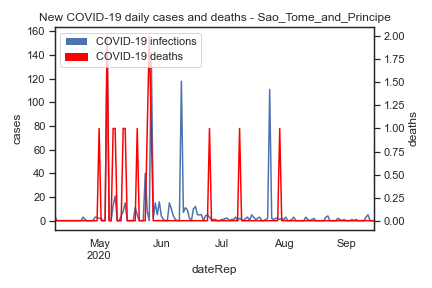 New COVID-19 daily cases and deaths - Sao_Tome_and_Principe
COVID-19 infections
COVID-19 deaths
160
140
120
100
80
60
40
20
0
cases
2.00
1.75
1.50
1.25
1.00
0.75
0.50
0.25
0.00
deaths
May Jun Jul Aug Sep
2020
dateRep